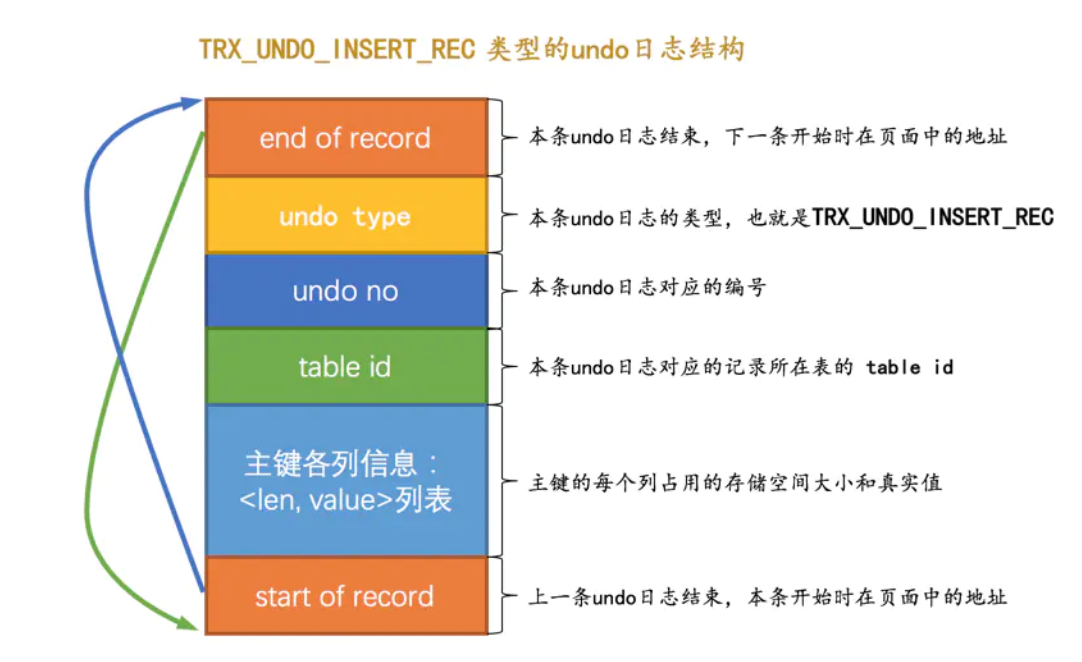 TRX_UNDO_INSERT_REC 类型的undo日志结构
end of record
本条undo日志结束，下一条开始时在页面中的地址
undo type
本条undo日志的类型，也就是TRX_UNDO_INSERT_REC
undo no
本条undo日志对应的编号
table id
本条undo日志对应的记录所在表的 table id
主键各列信息：
<len, value>列表
主键的每个列占用的存储空间大小和真实值
start of record
上一条undo日志结束，本条开始时在页面中的地址